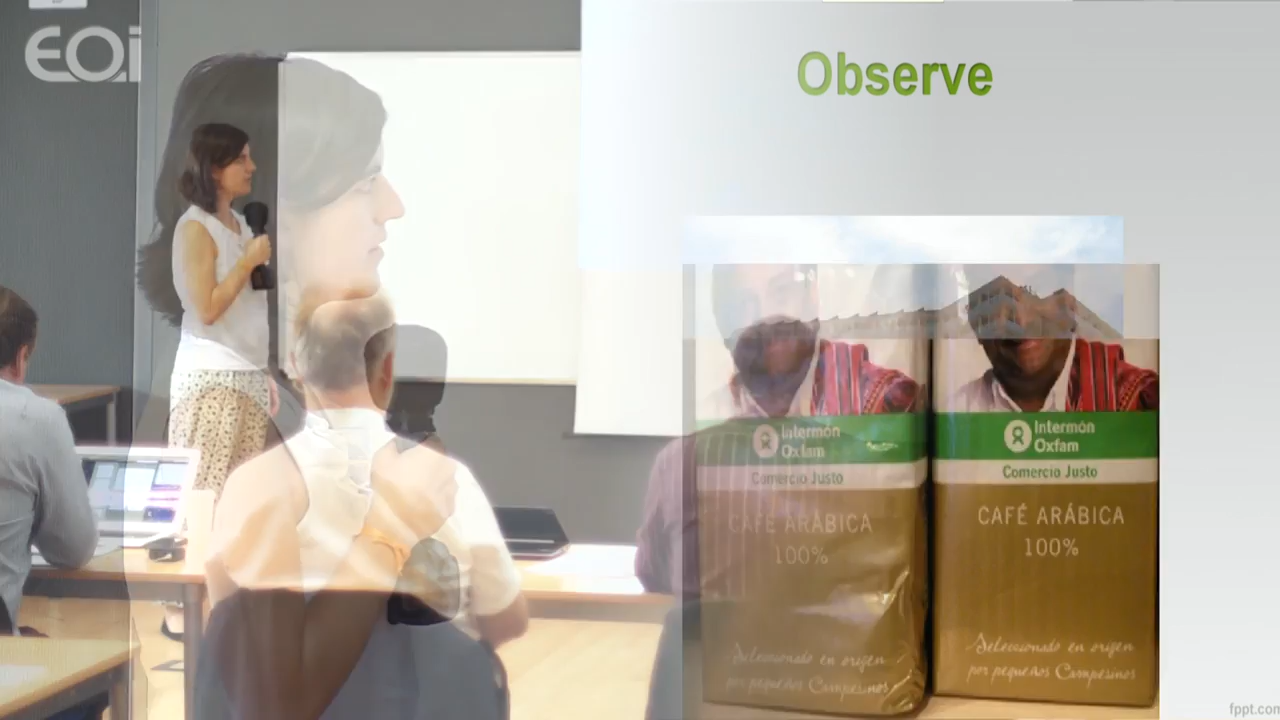 EOi
Observe
Intermón
Oxfam
Comercio Justo
CAFÉ ARÁBICA
100%
Seleccionado en origen
por pequeños Campesinos
Intermón
Oxfam
Comercio Justo
CAFÉ ARÁBICA
100%
Seleccionado en origen
por pequeños Campesinos
fppt.com